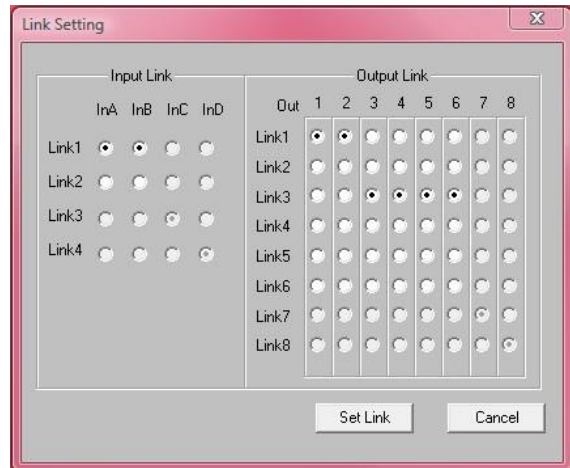 Link Setting
Input Link
InA InB InC InD
Link1
Link2
Link3
Link4
Output Link
Out 1 2 3 4 5 6 7 8
Link1
Link2
Link3
Link4
Link5
Link6
Link7
Link8
Set Link
Cancel